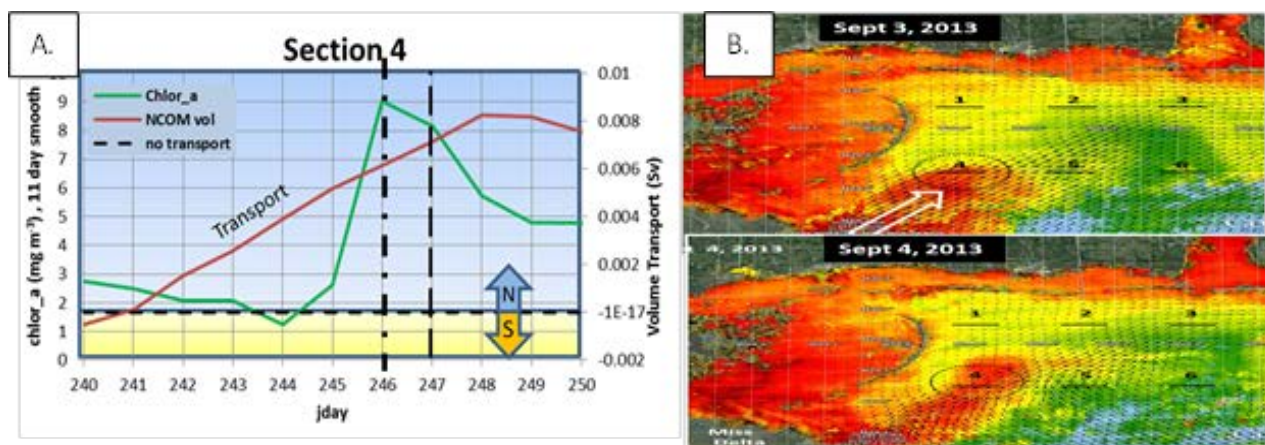 A.
Section 4
Chlor_a
NCOM vol
no transport
Transport
N
S
chlor_a (mg m⁻³) , 11 day smooth
9
8
7
6
5
4
3
2
1
0
0.01
0.008
0.006
0.004
0.002
-1E-17
-0.002
Volume Transport (Sv)
240 241 242 243 244 245 246 247 248 249 250
jday
B.
Sept 3, 2013
1 2 3
4 5 6
4, 2013
Sept 4, 2013
1 2 3
4 5 6
Miss
Delta